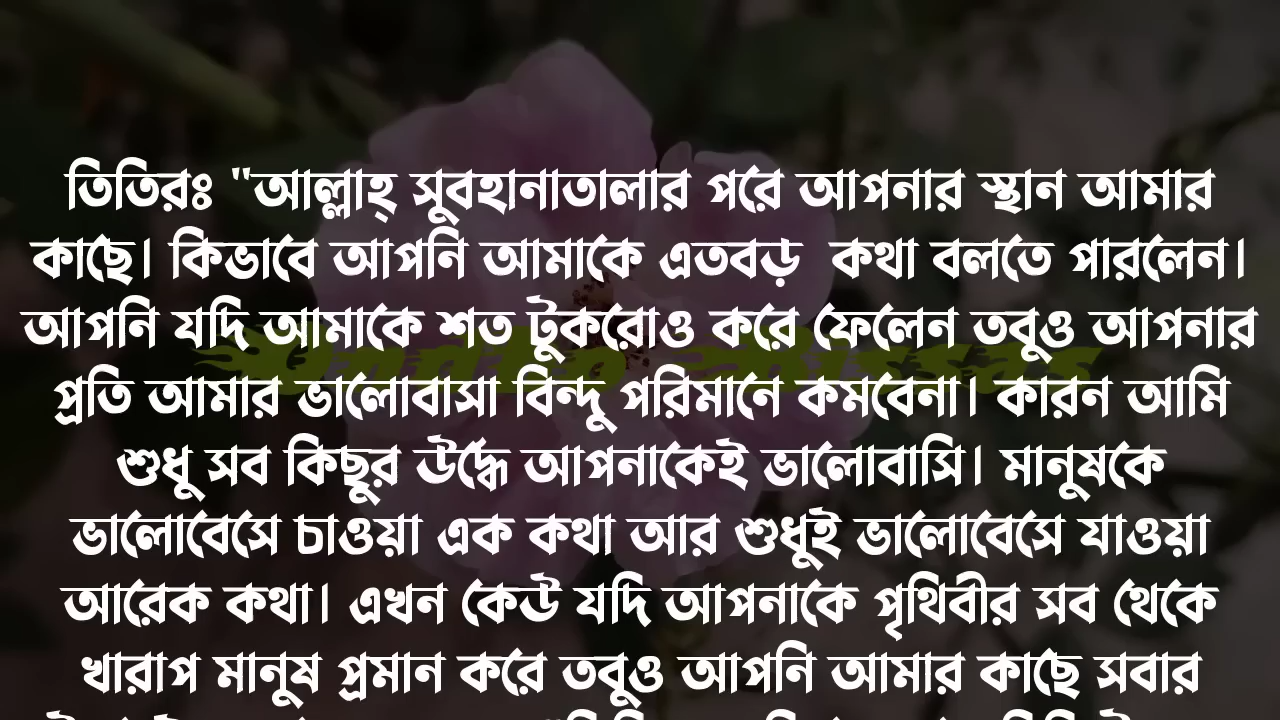 তিতিরঃ "আল্লাহ্ সুবহানাতালার পরে আপনার স্থান আমার
কাছে। কিভাবে আপনি আমাকে এতবড় কথা বলতে পারলেন।
আপনি যদি আমাকে শত টুকরোও করে ফেলেন তবুও আপনার
প্রতি আমার ভালোবাসা বিন্দু পরিমানে কমবেনা। কারন আমি
শুধু সব কিছুর উর্দ্ধে আপনাকেই ভালোবাসি। মানুষকে
ভালোবেসে চাওয়া এক কথা আর শুধুই ভালোবেসে যাওয়া
আরেক কথা। এখন কেউ যদি আপনাকে পৃথিবীর সব থেকে
খারাপ মানুষ প্রমান করে তবুও আপনি আমার কাছে সবার